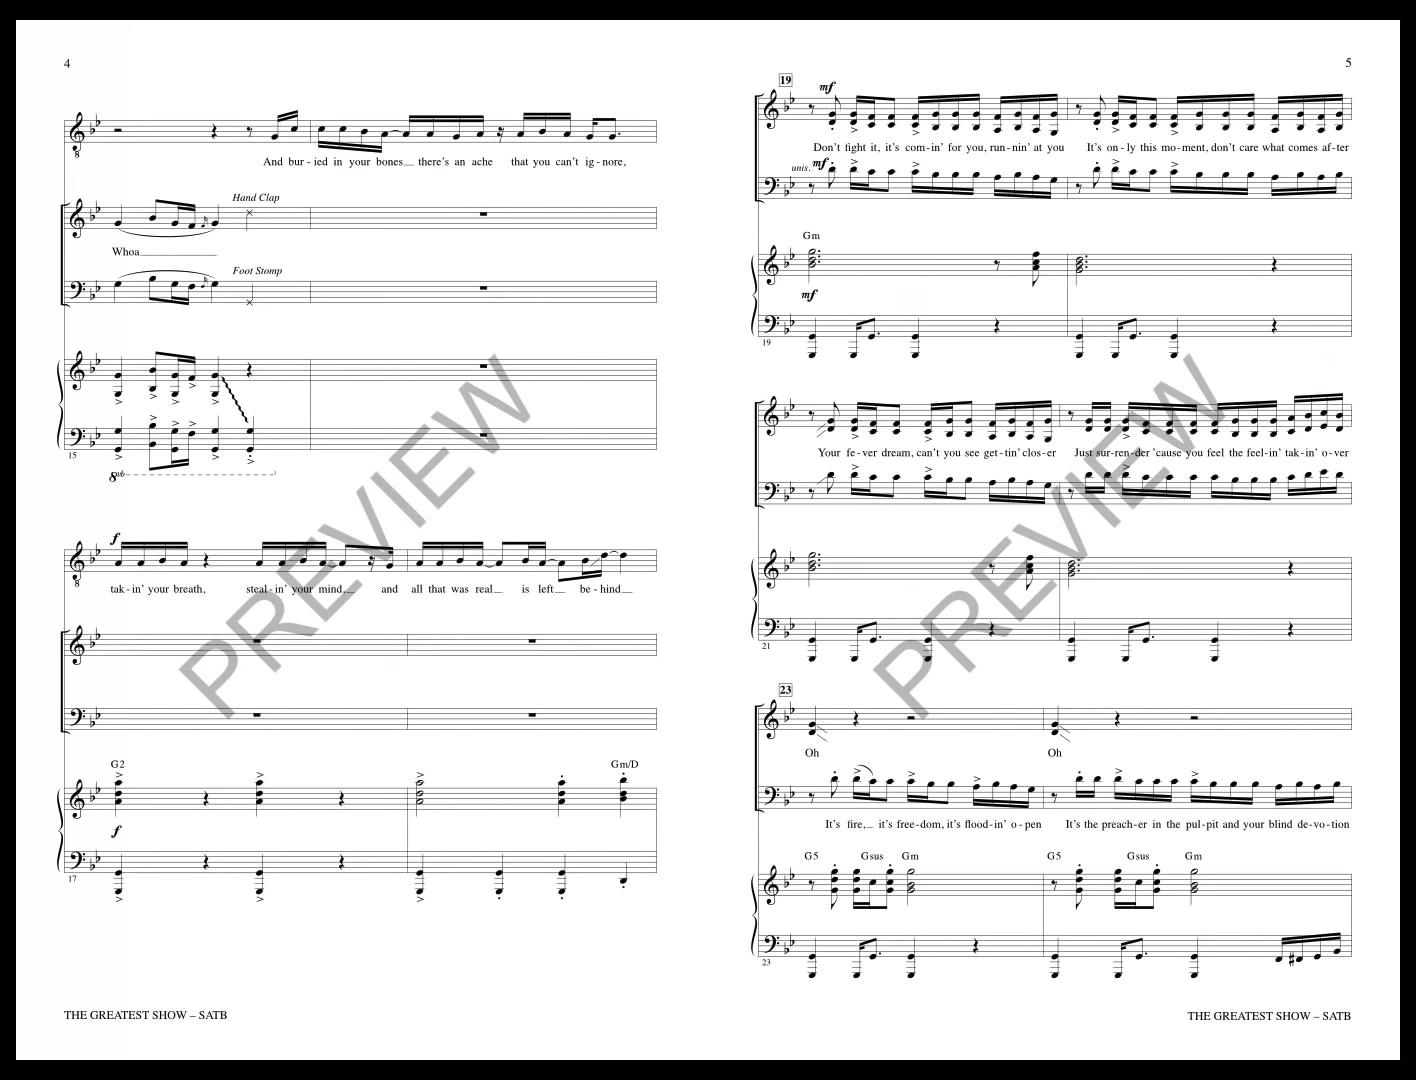 4
And bur - ied in your bones there's an ache that you can't ig - nore,
Hand Clap
Whoa
Foot Stomp
15
8vb
f
tak - in' your breath, steal - in' your mind, and all that was real is left be - hind
G2 Gm/D
f
17
THE GREATEST SHOW – SATB
5
19
mf
Don't fight it, it's com - in' for you, run - nin' at you It's on - ly this mo - ment, don't care what comes af - ter
unis. mf
Gm
mf
19
Your fe - ver dream, can't you see get - tin' clos - er Just sur - ren - der 'cause you feel the feel - in' tak - in' o - ver
21
23
Oh Oh
It's fire, it's free - dom, it's flood - in' o - pen It's the preach - er in the pul - pit and your blind de - vo - tion
G5 Gsus Gm G5 Gsus Gm
23
THE GREATEST SHOW – SATB
PREVIEW
PREVIEW